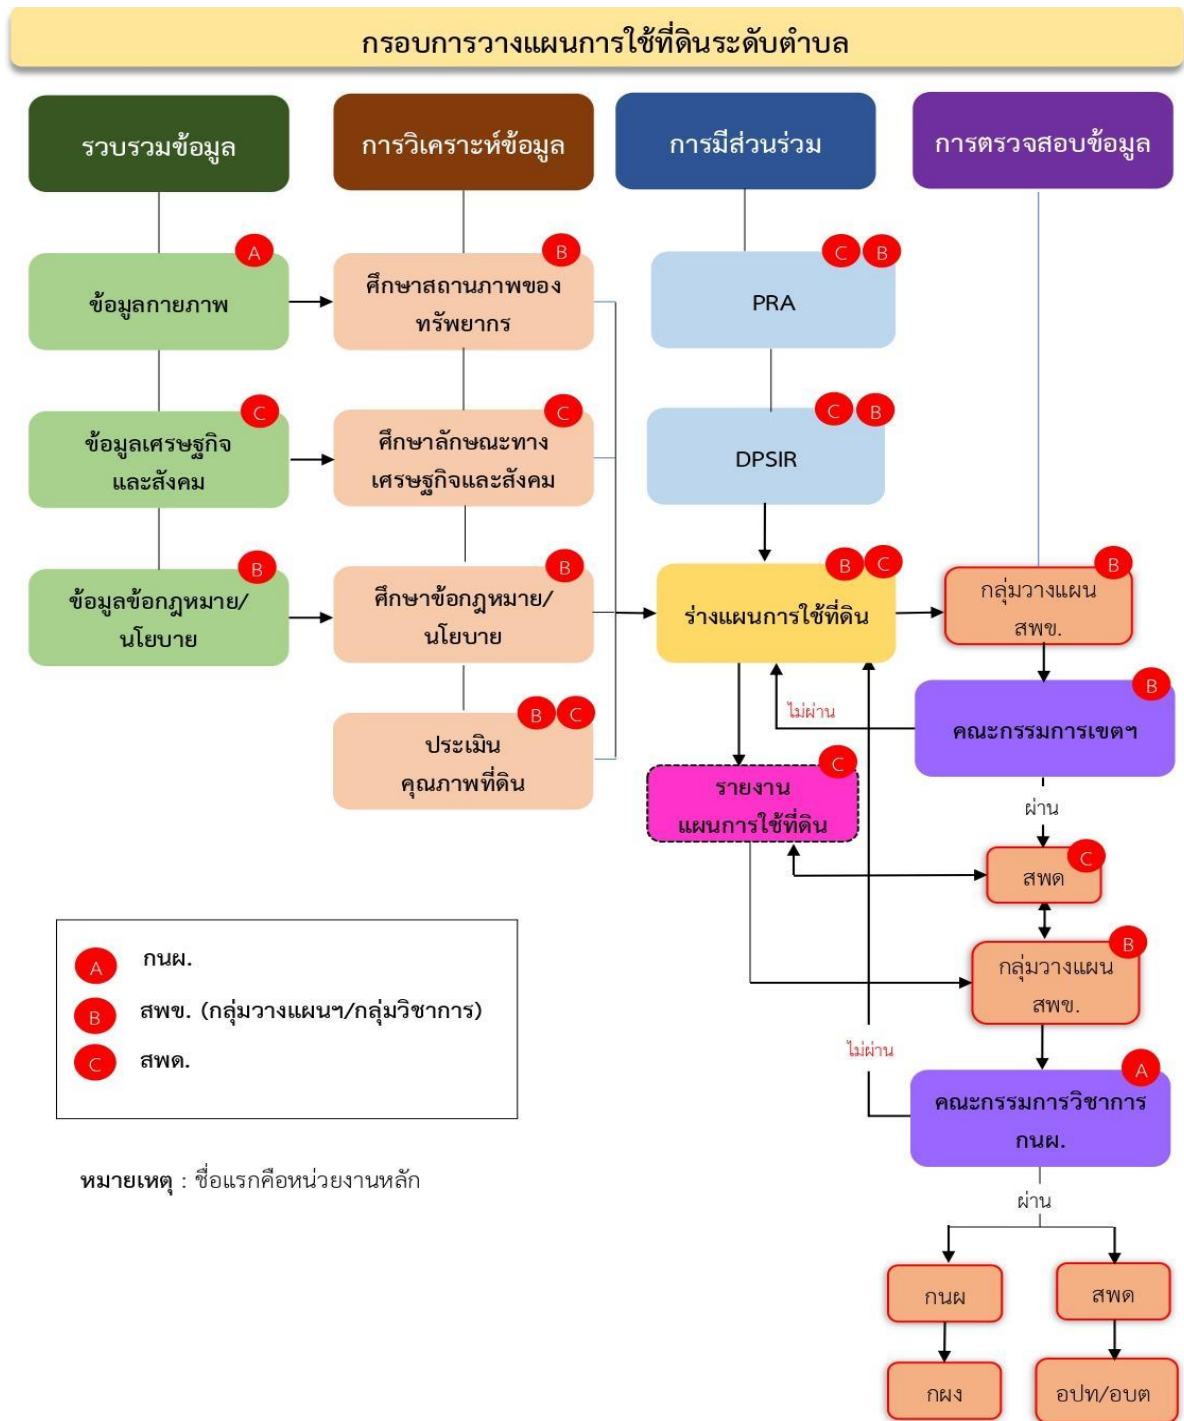 กรอบการวางแผนการใช้ที่ดินระดับตำบล
รวบรวมข้อมูล
การวิเคราะห์ข้อมูล
การมีส่วนร่วม
การตรวจสอบข้อมูล
A
ข้อมูลกายภาพ
B
ศึกษาสถานภาพของ
ทรัพยากร
C B
PRA
C
ข้อมูลเศรษฐกิจ
และสังคม
C
ศึกษาลักษณะทาง
เศรษฐกิจและสังคม
C B
DPSIR
B
ข้อมูลข้อกฎหมาย/
นโยบาย
B
ศึกษาข้อกฎหมาย/
นโยบาย
B C
ร่างแผนการใช้ที่ดิน
B
กลุ่มวางแผน
สพข.
B C
ประเมิน
คุณภาพที่ดิน
ไม่ผ่าน
B
คณะกรรมการเขตฯ
C
รายงาน
แผนการใช้ที่ดิน
ผ่าน
C
สพด
B
กลุ่มวางแผน
สพข.
ไม่ผ่าน
A
คณะกรรมการวิชาการ
กนผ.
ผ่าน
กนผ
สพด
กผง
อปท/อบต
A กนผ.
B สพข. (กลุ่มวางแผนฯ/กลุ่มวิชาการ)
C สพด.
หมายเหตุ : ชื่อแรกคือหน่วยงานหลัก